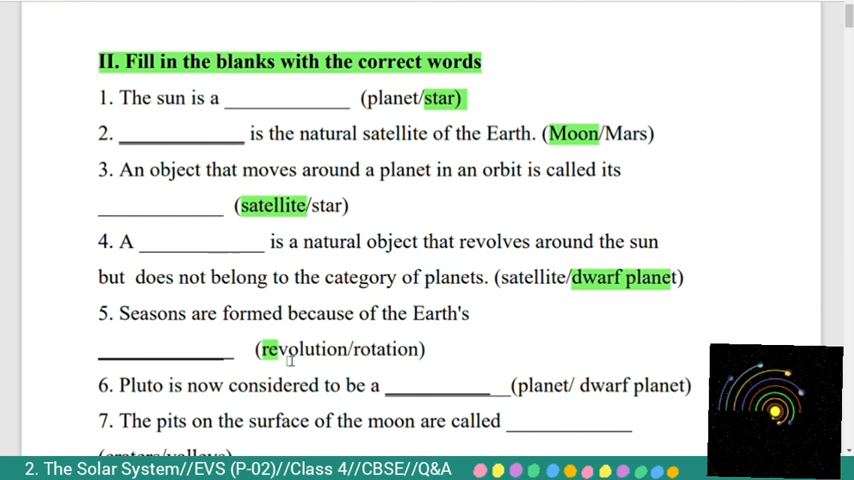 II. Fill in the blanks with the correct words
1. The sun is a ____________ (planet/star)
2. ____________ is the natural satellite of the Earth. (Moon/Mars)
3. An object that moves around a planet in an orbit is called its
____________ (satellite/star)
4. A ____________ is a natural object that revolves around the sun
but does not belong to the category of planets. (satellite/dwarf planet)
5. Seasons are formed because of the Earth's
____________ (revolution/rotation)
6. Pluto is now considered to be a ____________ (planet/ dwarf planet)
7. The pits on the surface of the moon are called ____________
(craters/valleys)
2. The Solar System//EVS (P-02)//Class 4//CBSE//Q&A